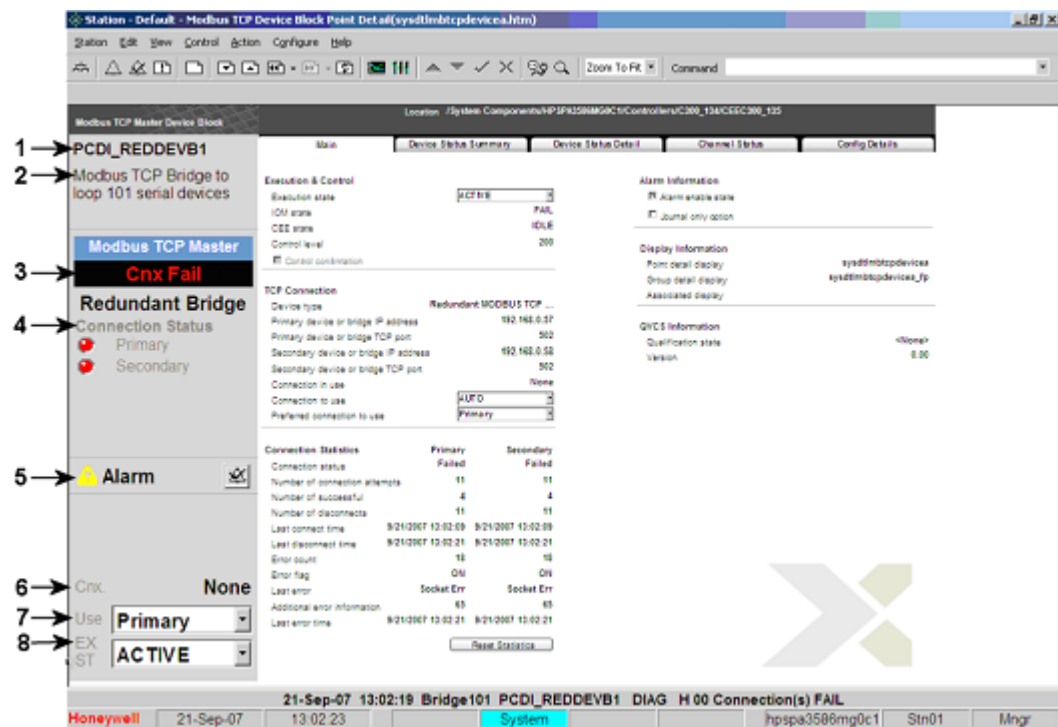 Station - Default - Modbus TCP Device Block Point Detail(sysdtlmbtcpdevicea.htm)
Station Edit View Control Action Configure Help
Zoom To Fit Command
Modbus TCP Master Device Block
Location /System Components/HPSPA3586MG0C1/Controllers/C300_134/CEEC300_135
Main Device Status Summary Device Status Detail Channel Status Config Details
1 PCDI_REDDEVB1
2 Modbus TCP Bridge to
loop 101 serial devices
Modbus TCP Master
3 Cnx Fail
Redundant Bridge
4 Connection Status
Primary
Secondary
5 Alarm
6 Cnx. None
7 Use Primary
8 EX
ST ACTIVE
Execution & Control
Execution state ACTIVE
IOM state FAIL
CEE state IDLE
Control level 200
Control confirmation
TCP Connection
Device type Redundant MODBUS TCP ...
Primary device or bridge IP address 192.168.0.57
Primary device or bridge TCP port 502
Secondary device or bridge IP address 192.168.0.58
Secondary device or bridge TCP port 502
Connection in use None
Connection to use AUTO
Preferred connection to use Primary
Connection Statistics Primary Secondary
Connection status Failed Failed
Number of connection attempts 11 11
Number of successful 4 4
Number of disconnects 11 11
Last connect time 9/21/2007 13:02:09 9/21/2007 13:02:09
Last disconnect time 9/21/2007 13:02:21 9/21/2007 13:02:21
Error count 18 18
Error flag ON ON
Last error Socket Err Socket Err
Additional error information 65 65
Last error time 9/21/2007 13:02:21 9/21/2007 13:02:21
Reset Statistics
Alarm Information
Alarm enable state
Journal only option
Display Information
Point detail display sysdtlmbtcpdevicea
Group detail display sysdtlmbtcpdevicea_fp
Associated display
QVCS Information
Qualification state <None>
Version 0.00
21-Sep-07 13:02:19 Bridge101 PCDI_REDDEVB1 DIAG H 00 Connection(s) FAIL
Honeywell 21-Sep-07 13:02:23 System hpspa3586mg0c1 Stn01 Mngr